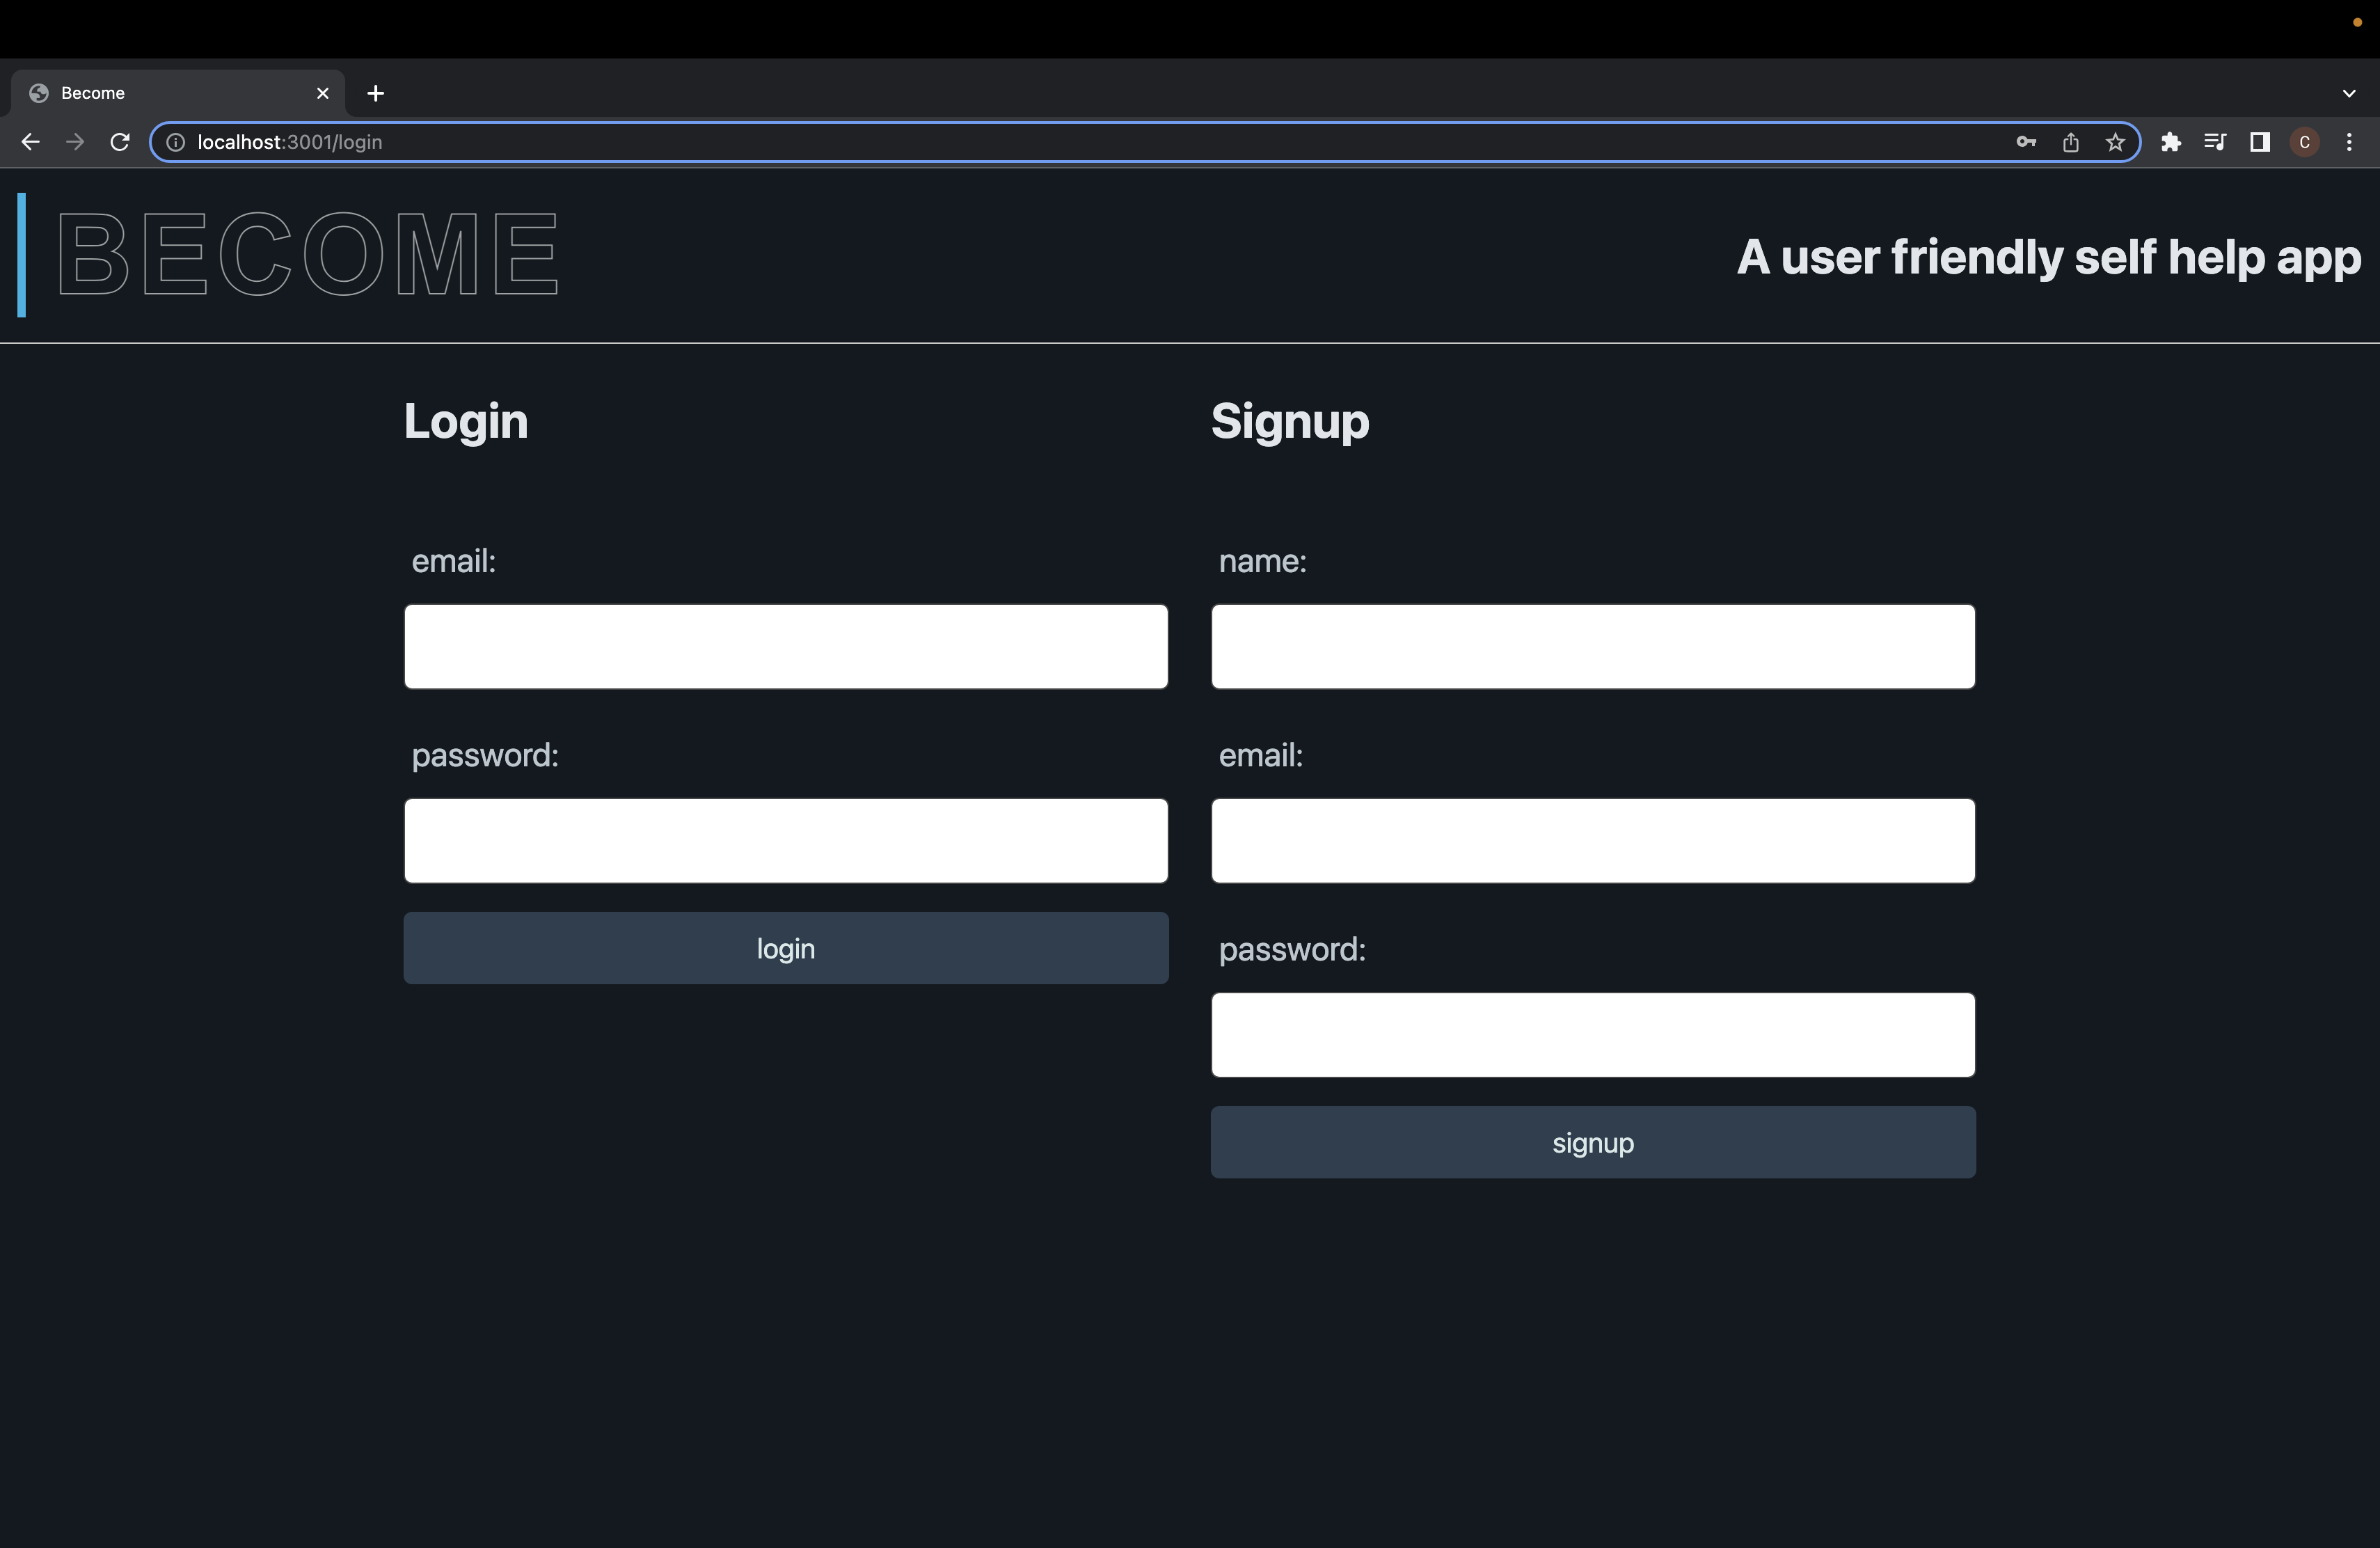 Become
localhost:3001/login
C
BECOME
A user friendly self help app
Login
email:
password:
login
Signup
name:
email:
password:
signup